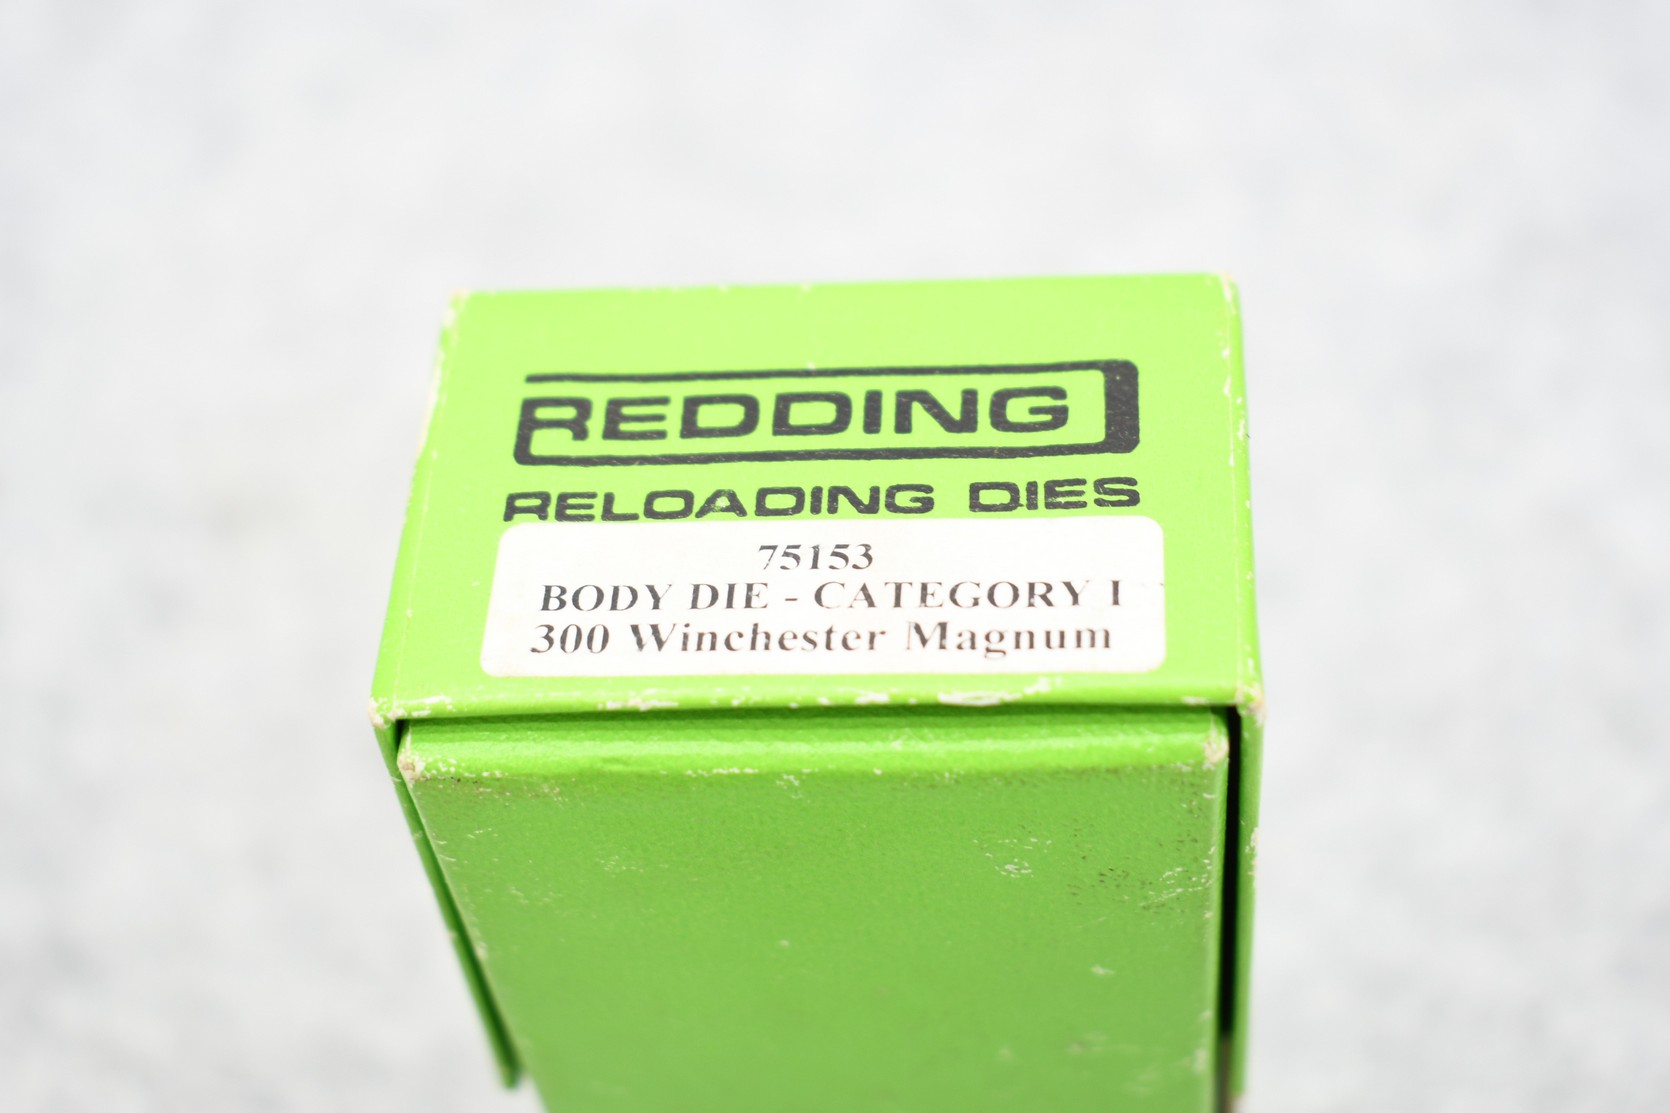 REDDING
RELOADING DIES
75153
BODY DIE - CATEGORY I
300 Winchester Magnum